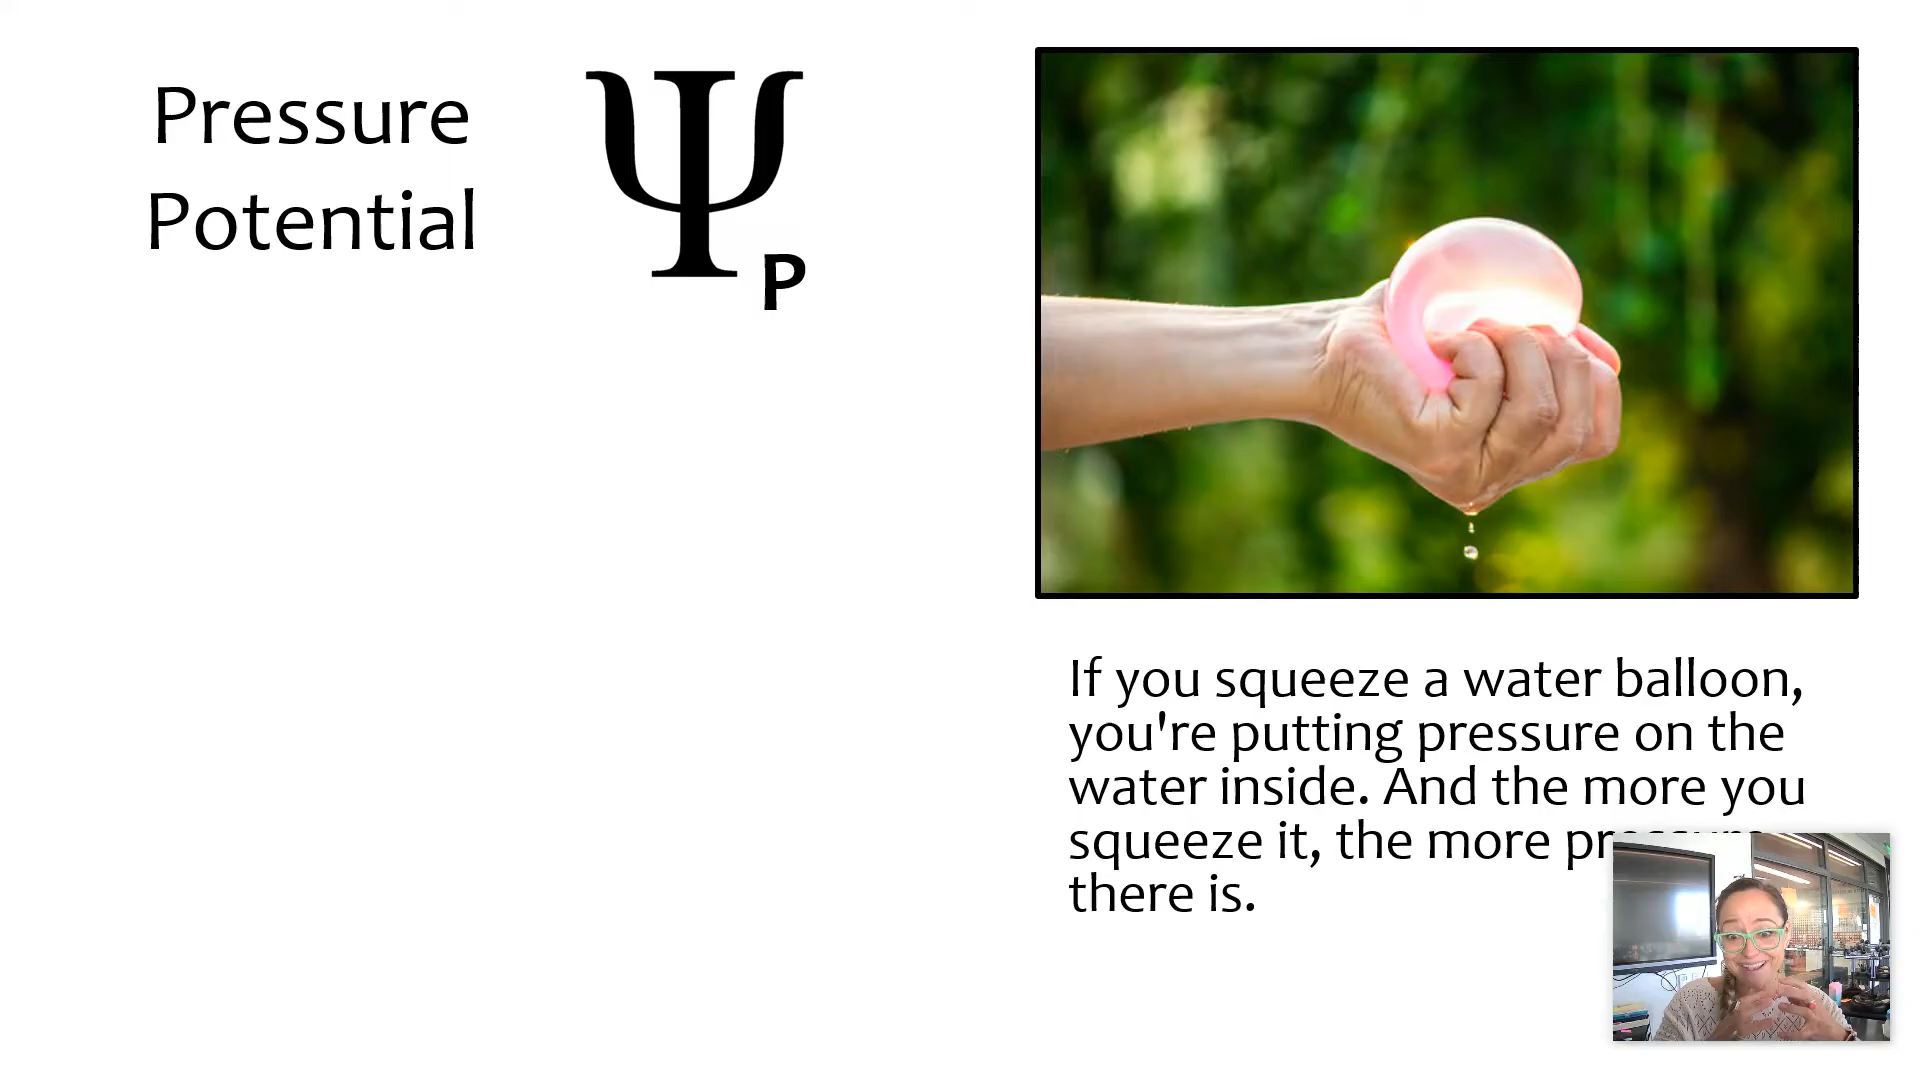 Pressure
Potential
Ψ
P
If you squeeze a water balloon,
you're putting pressure on the
water inside. And the more you
squeeze it, the more
there is.